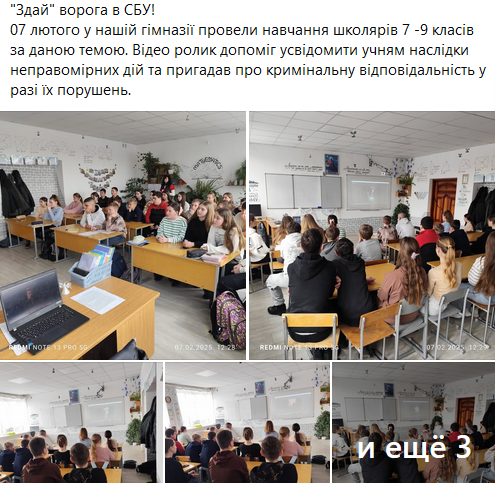 "Здай" ворога в СБУ!
07 лютого у нашій гімназії провели навчання школярів 7 -9 класів
за даною темою. Відео ролик допоміг усвідомити учням наслідки
неправомірних дій та пригадав про кримінальну відповідальність у
разі їх порушень.
REDMI NOTE 13 PRO 5G
07.02.2025 12:28
REDMI NOTE 13 PRO 5G
07.02.2025 12:29
и ещё 3